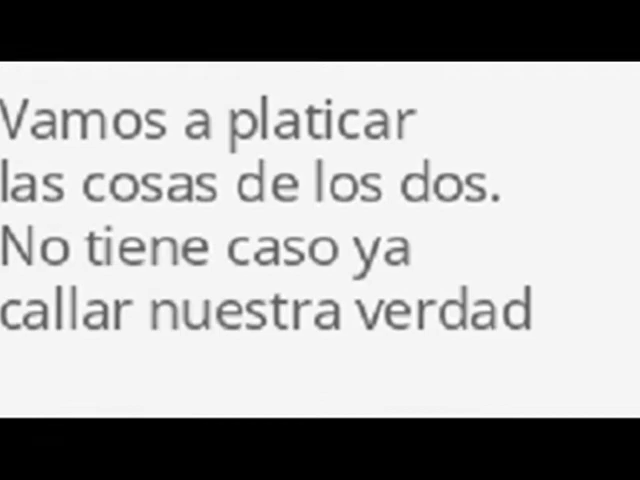 Vamos a platicar
las cosas de los dos.
No tiene caso ya
callar nuestra verdad